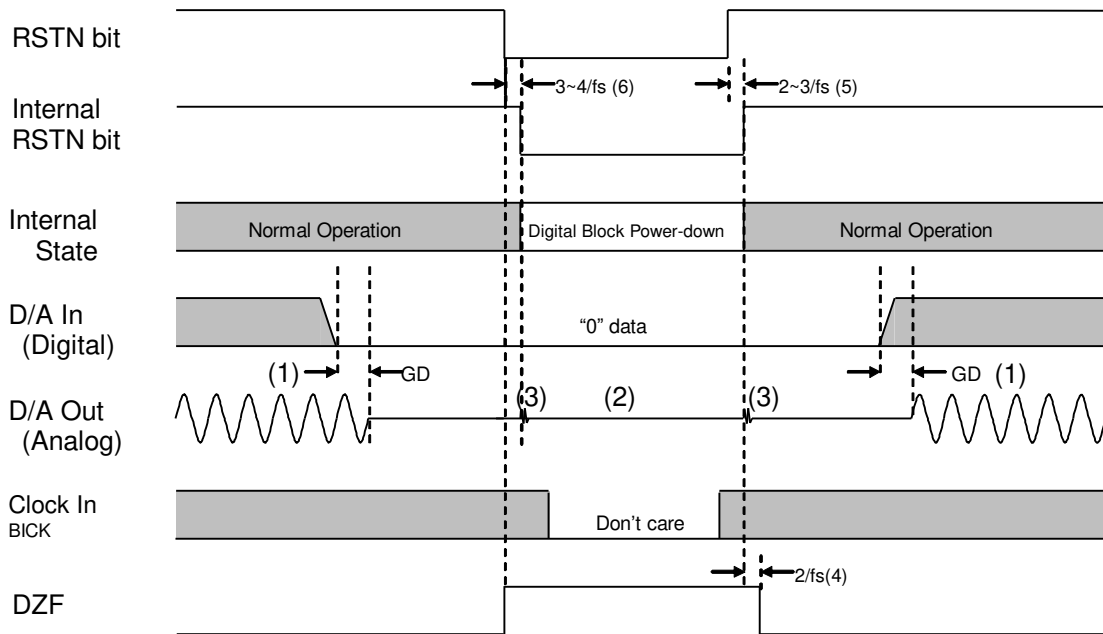 RSTN bit
3~4/fs (6)
2~3/fs (5)
Internal
RSTN bit
Internal
State
Normal Operation
Digital Block Power-down
Normal Operation
D/A In
(Digital)
“0” data
(1)
GD
GD
(1)
D/A Out
(Analog)
(3)
(2)
(3)
Clock In
BICK
Don’t care
2/fs(4)
DZF